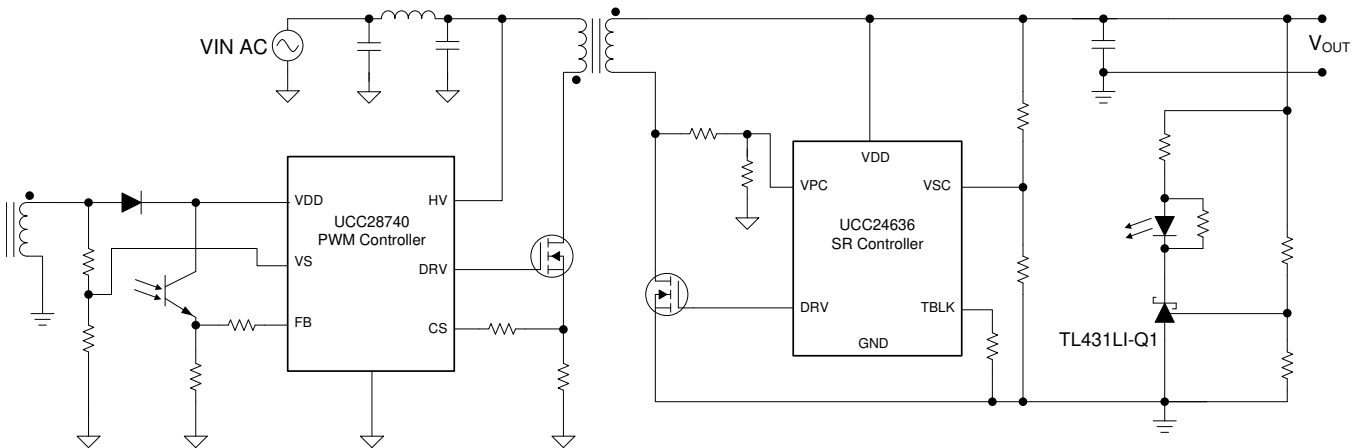 VIN AC
VOUT
VDD
HV
UCC28740
PWM Controller
VS
DRV
FB
CS
VDD
VPC
VSC
UCC24636
SR Controller
DRV
TBLK
GND
TL431LI-Q1